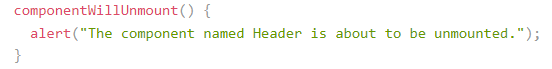 componentWillUnmount() {
  alert("The component named Header is about to be unmounted.");
}